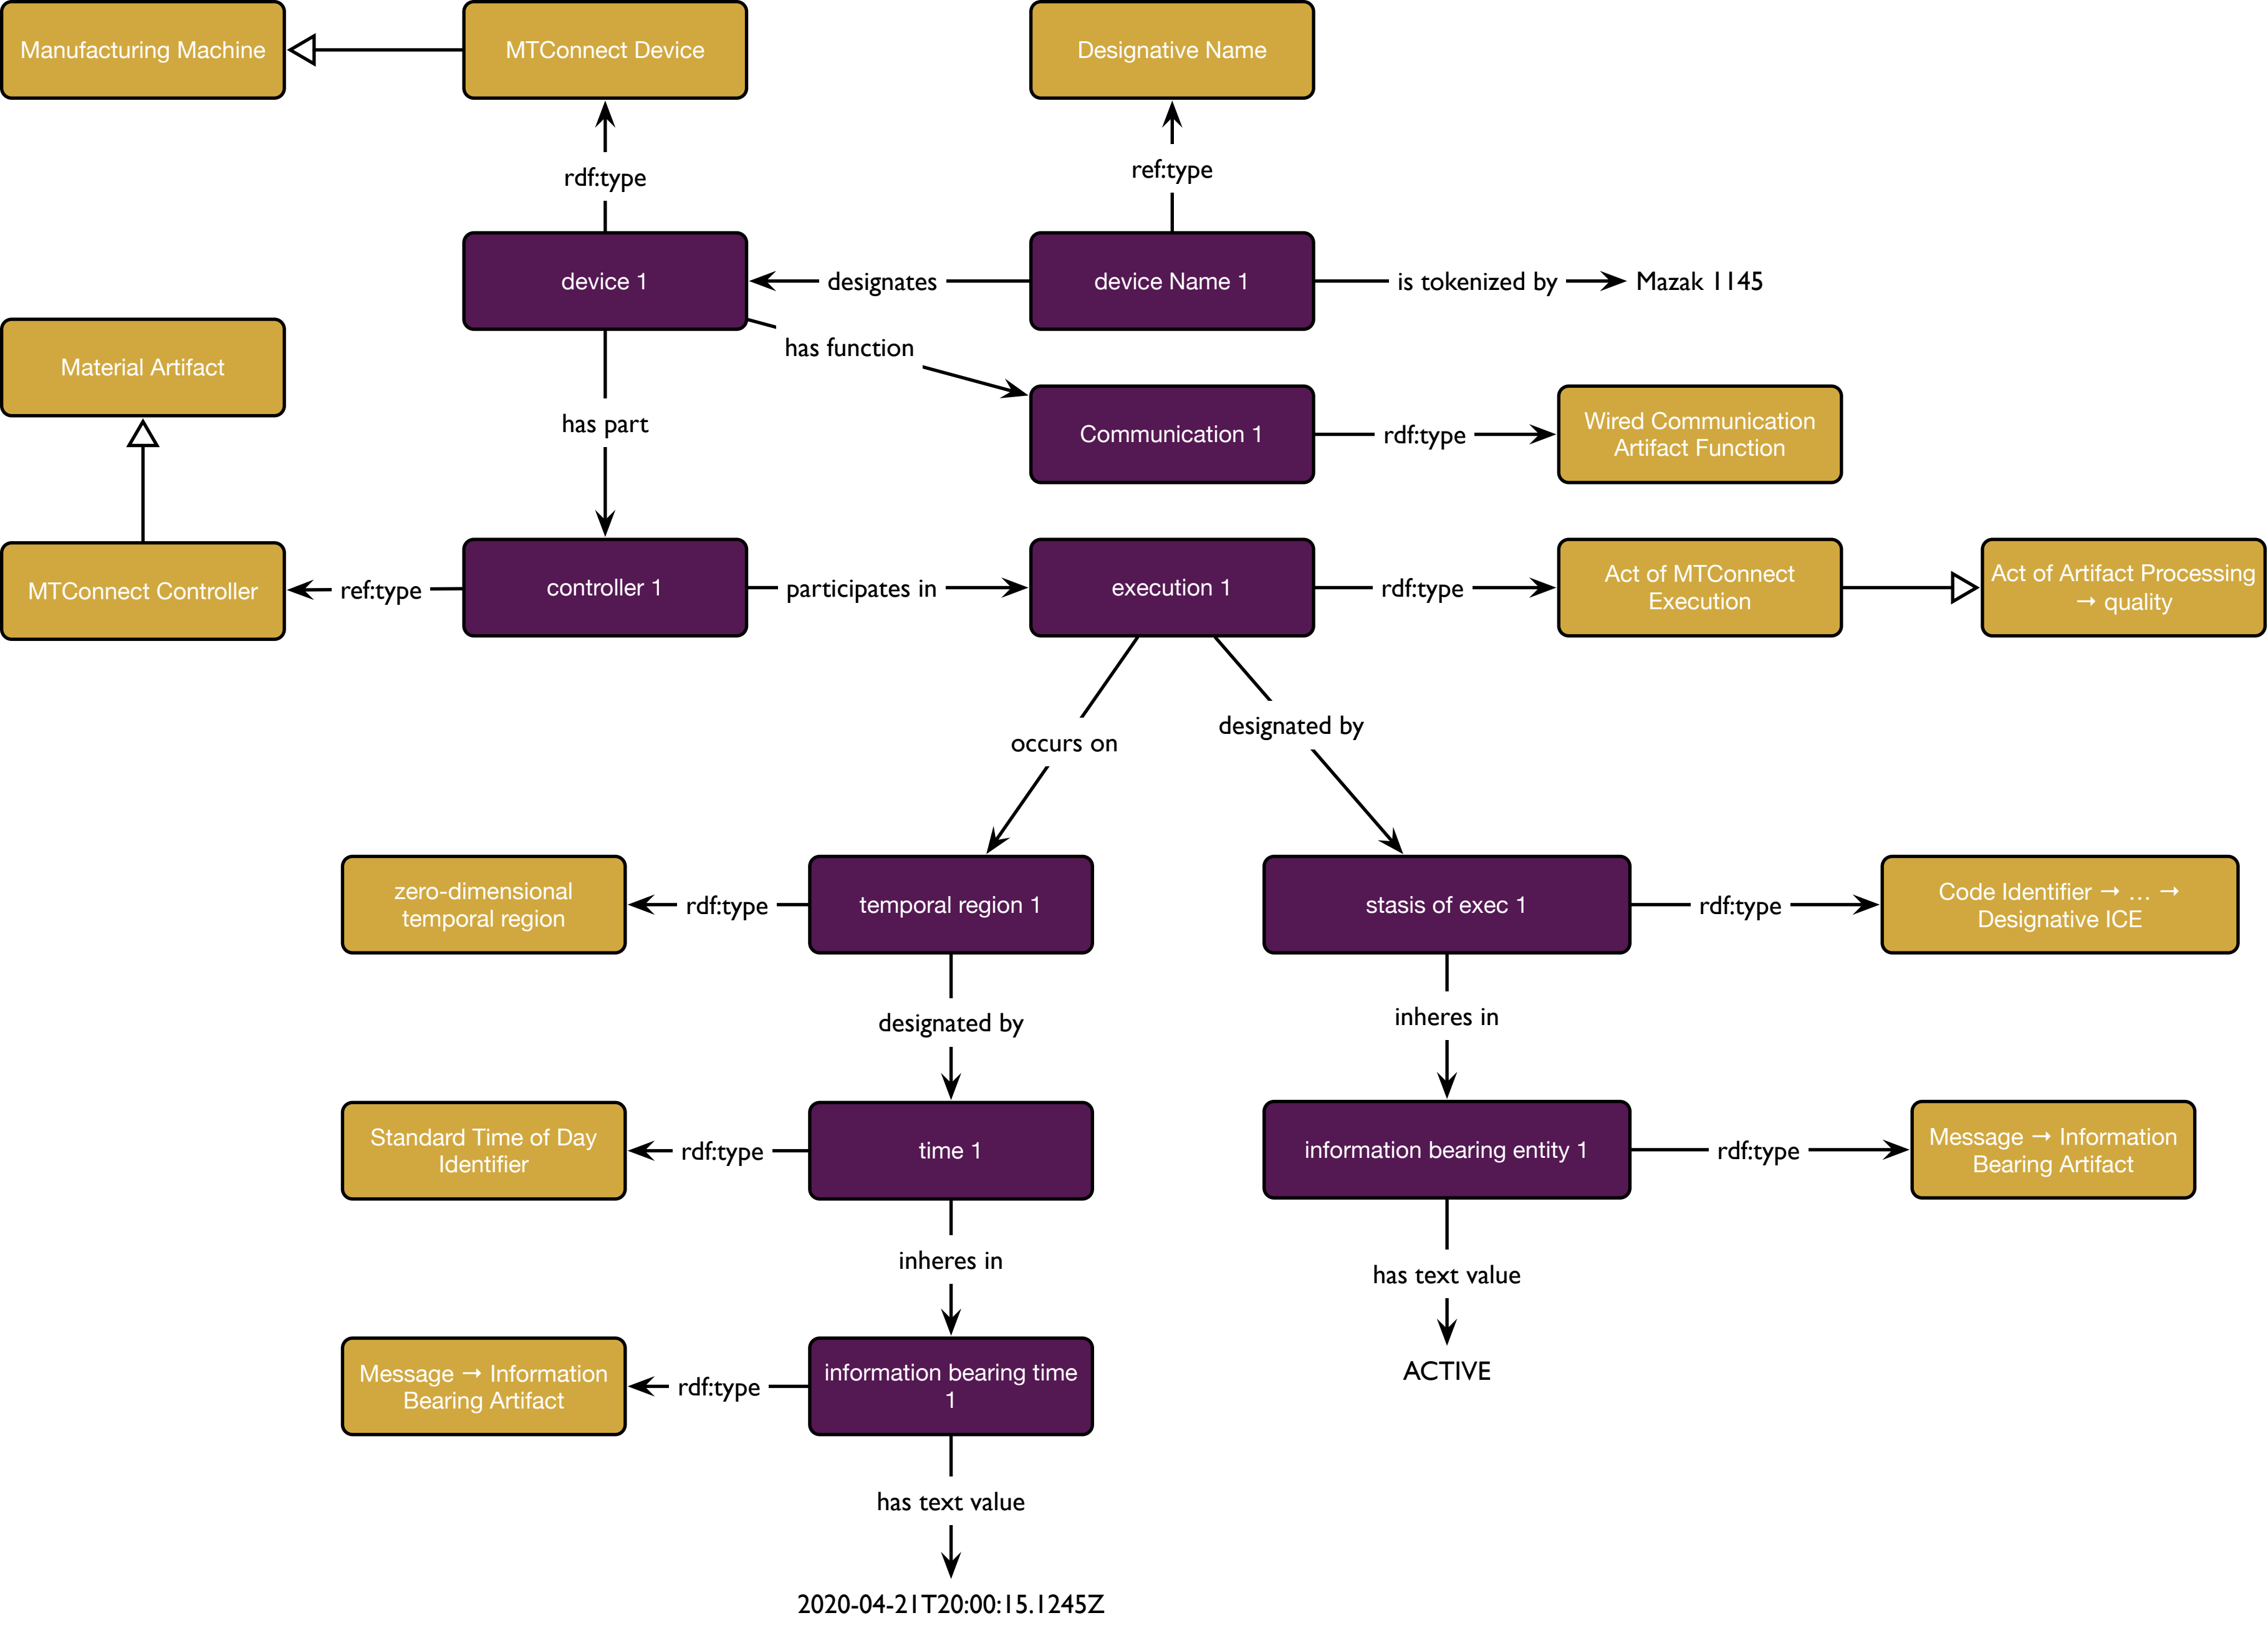 Manufacturing Machine
MTConnect Device
Designative Name
rdf:type
ref:type
device 1
designates
device Name 1
is tokenized by
Mazak 1145
has function
Material Artifact
has part
Communication 1
rdf:type
Wired Communication
Artifact Function
MTConnect Controller
ref:type
controller 1
participates in
execution 1
rdf:type
Act of MTConnect
Execution
Act of Artifact Processing
→ quality
occurs on
designated by
zero-dimensional
temporal region
rdf:type
temporal region 1
stasis of exec 1
rdf:type
Code Identifier → ... →
Designative ICE
designated by
inheres in
Standard Time of Day
Identifier
rdf:type
time 1
information bearing entity 1
rdf:type
Message → Information
Bearing Artifact
inheres in
has text value
Message → Information
Bearing Artifact
rdf:type
information bearing time
1
ACTIVE
has text value
2020-04-21T20:00:15.1245Z